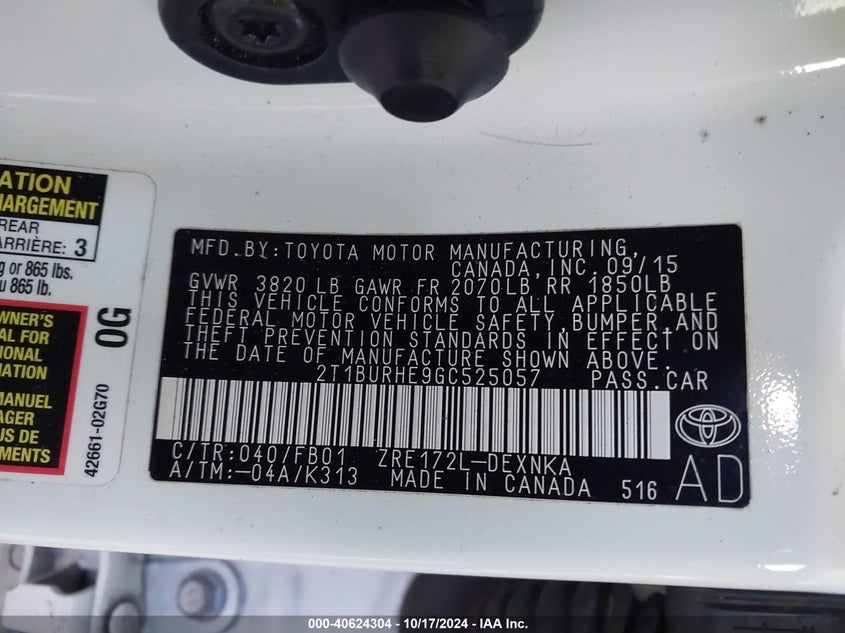 ATION
HARGEMENT
REAR
ARRIÈRE: 3
g or 865 lbs.
u 865 lb.
WNER'S
AL FOR
IONAL
MATION
MANUEL
AGER
US DE
MENTS
0G
42661-02G70
MFD.BY:TOYOTA MOTOR MANUFACTURING,
CANADA,INC.09/15
GVWR 3820 LB GAWR FR 2070LB RR 1850LB
THIS VEHICLE CONFORMS TO ALL APPLICABLE
FEDERAL MOTOR VEHICLE SAFETY,BUMPER,AND
THEFT PREVENTION STANDARDS IN EFFECT ON
THE DATE OF MANUFACTURE SHOWN ABOVE.
2T1BURHE9GC525057 PASS.CAR
C/TR:040/FB01 ZRE172L-DEXNKA
A/TM:-04A/K313 MADE IN CANADA 516 AD
000-40624304 - 10/17/2024 - IAA Inc.